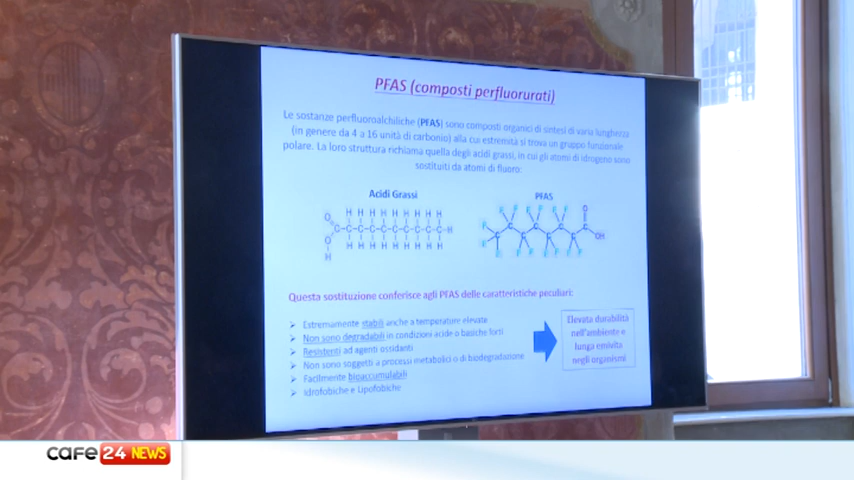 PFAS (composti perfluorurati)
Le sostanze perfluoroalchiliche (PFAS) sono composti organici di sintesi di varia lunghezza
(in genere da 4 a 16 unità di carbonio) alla cui estremità si trova un gruppo funzionale
polare. La loro struttura richiama quella degli acidi grassi, in cui gli atomi di idrogeno sono
sostituiti da atomi di fluoro:
Acidi Grassi
PFAS
H H H H H H H H H
O C-C-C-C-C-C-C-C-C-C-H
O H H H H H H H H H
H
O
OH
Questa sostituzione conferisce agli PFAS delle caratteristiche peculiari:
Estremamente stabili anche a temperature elevate
Non sono degradabili in condizioni acide o basiche forti
Resistenti ad agenti ossidanti
Non sono soggetti a processi metabolici o di biodegradazione
Facilmente bioaccumulabili
Idrofobiche e Lipofobiche
Elevata durabilità
nell'ambiente e
lunga emivita
negli organismi
cafe 24 NEWS